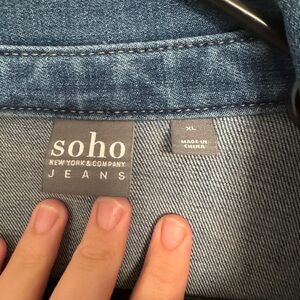 soho
NEW YORK & COMPANY
JEANS
XL
MADE IN
CHINA